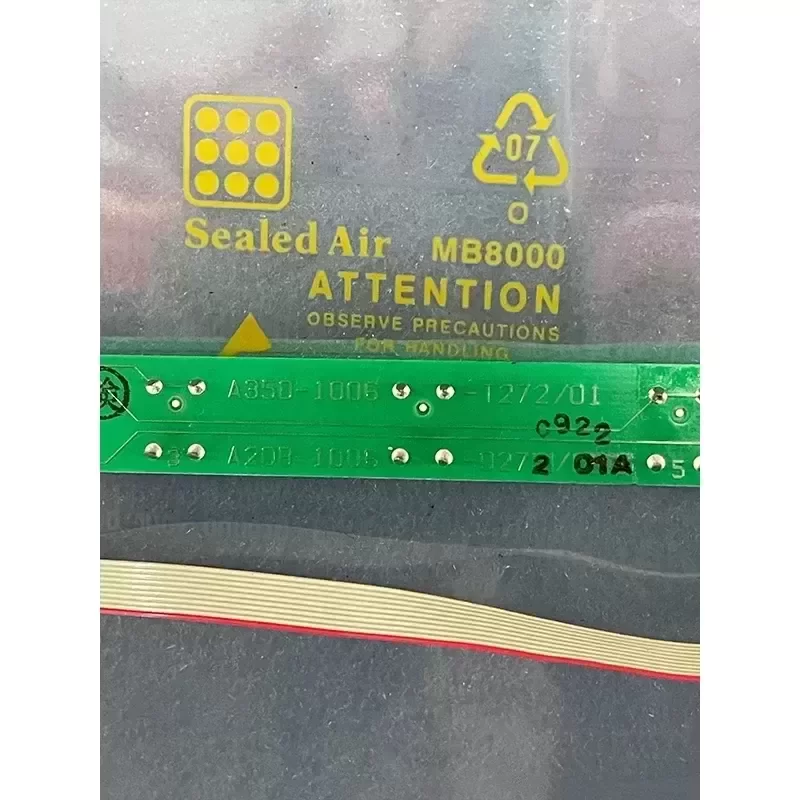 07
O
Sealed Air MB8000
ATTENTION
OBSERVE PRECAUTIONS
FOR HANDLING
A350-1006 -T272/01
C922
3 A20B-1006 2 01A 5